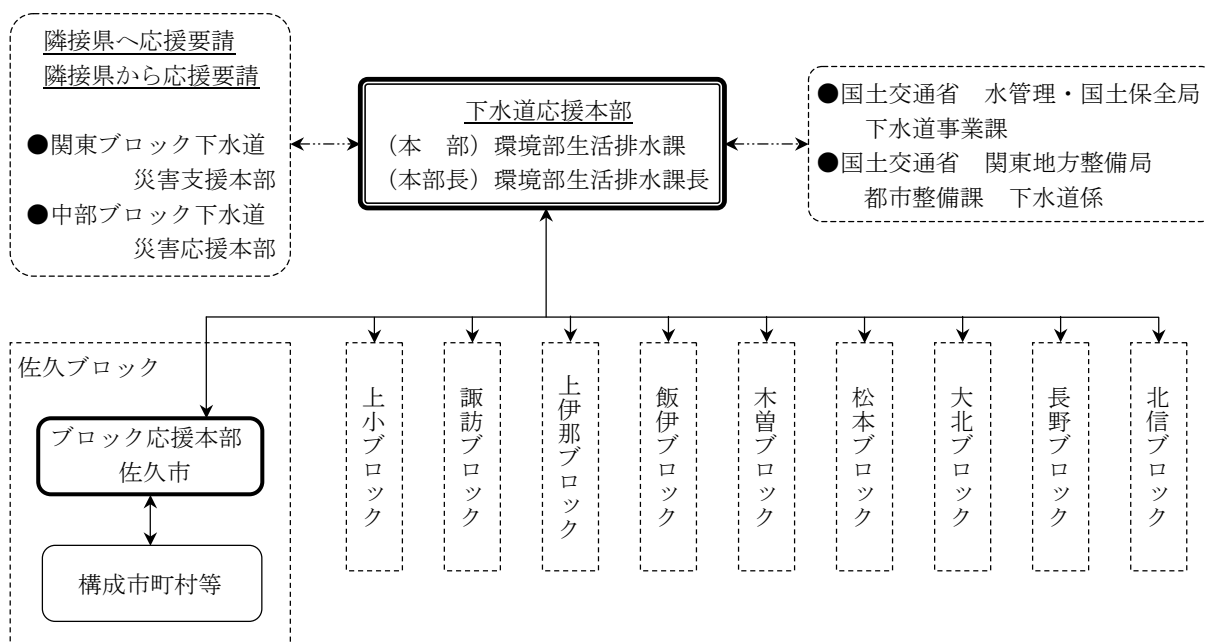 隣接県へ応援要請
隣接県から応援要請
●関東ブロック下水道
災害支援本部
●中部ブロック下水道
災害応援本部
下水道応援本部
(本　部)環境部生活排水課
(本部長)環境部生活排水課長
●国土交通省　水管理・国土保全局
下水道事業課
●国土交通省　関東地方整備局
都市整備課　下水道係
佐久ブロック
ブロック応援本部
佐久市
構成市町村等
上小ブロック
諏訪ブロック
上伊那ブロック
飯伊ブロック
木曽ブロック
松本ブロック
大北ブロック
長野ブロック
北信ブロック